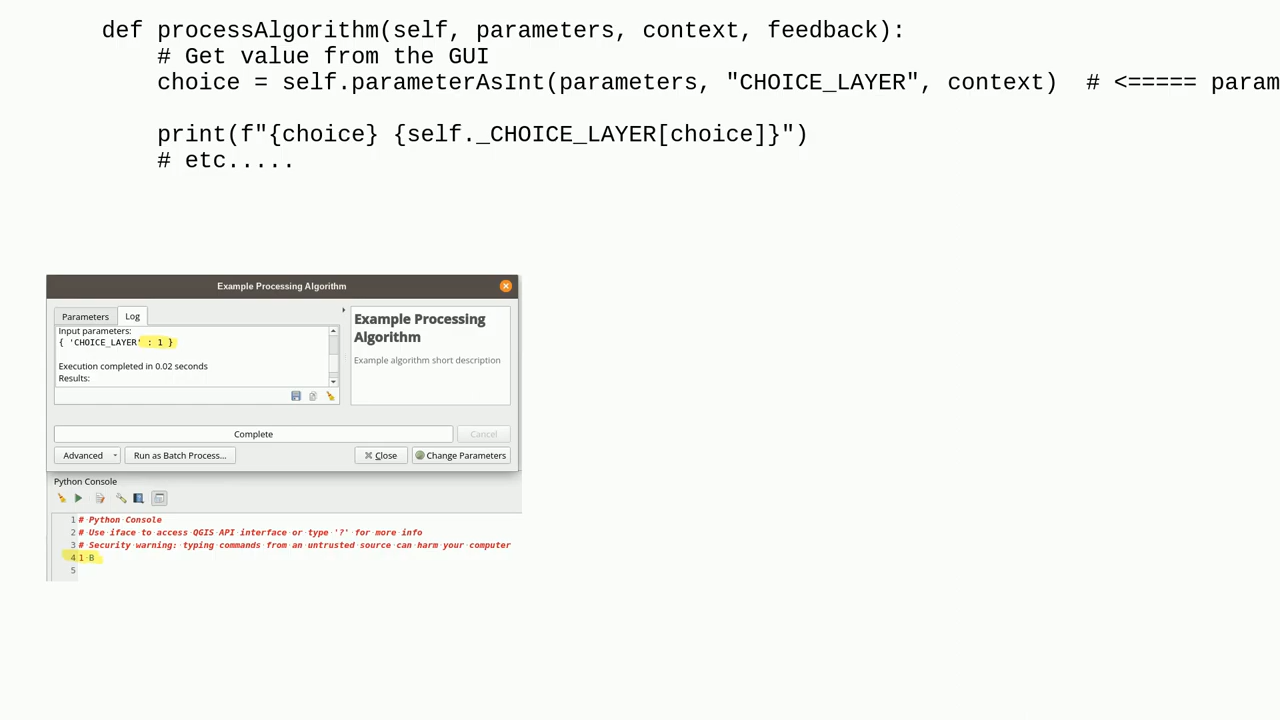 def processAlgorithm(self, parameters, context, feedback):
# Get value from the GUI
choice = self.parameterAsInt(parameters, "CHOICE_LAYER", context)  # <===== param
print(f"{choice} {self._CHOICE_LAYER[choice]}")
# etc.....
Example Processing Algorithm
Parameters
Log
Input parameters:
{ 'CHOICE_LAYER' : 1 }
Execution completed in 0.02 seconds
Results:
Example Processing
Algorithm
Example algorithm short description
Complete
Cancel
Advanced
Run as Batch Process...
Close
Change Parameters
Python Console
1 # Python Console
2 # Use iface to access QGIS API interface or type '?' for more info
3 # Security warning: typing commands from an untrusted source can harm your computer
4 1 B
5